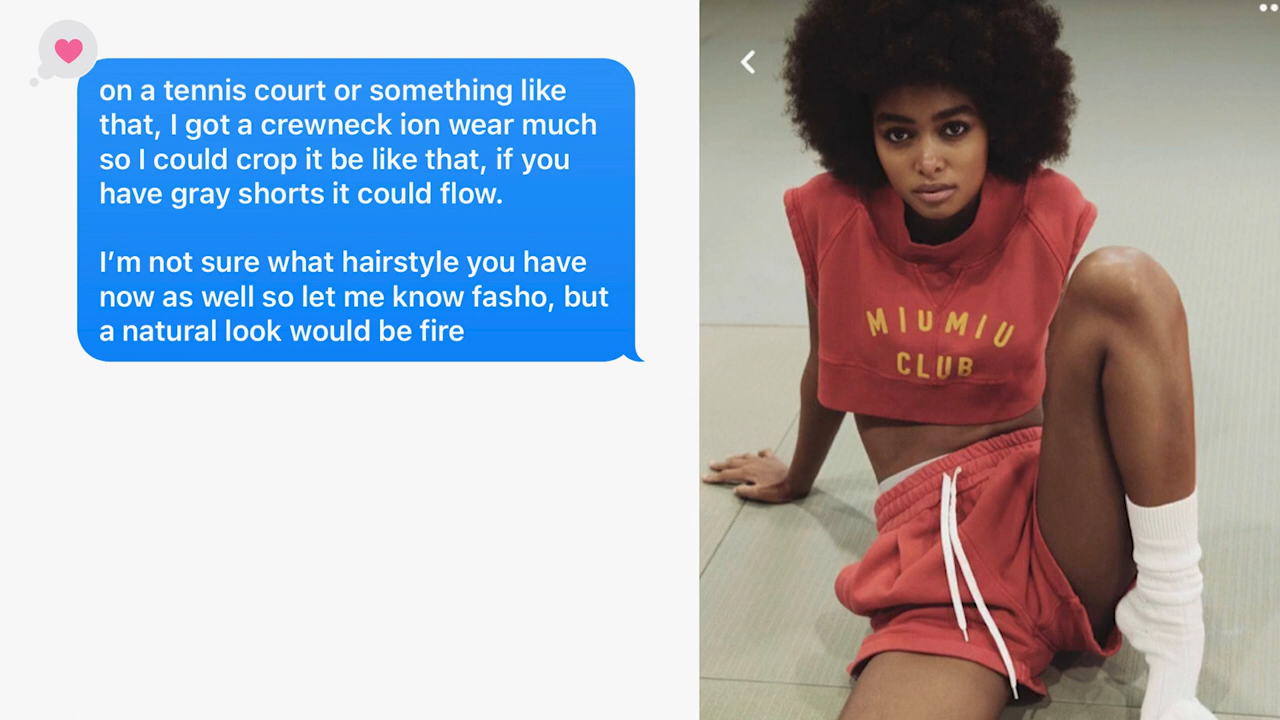 on a tennis court or something like
that, I got a crewneck ion wear much
so I could crop it be like that, if you
have gray shorts it could flow.
I’m not sure what hairstyle you have
now as well so let me know fasho, but
a natural look would be fire
MIUMIU
CLUB